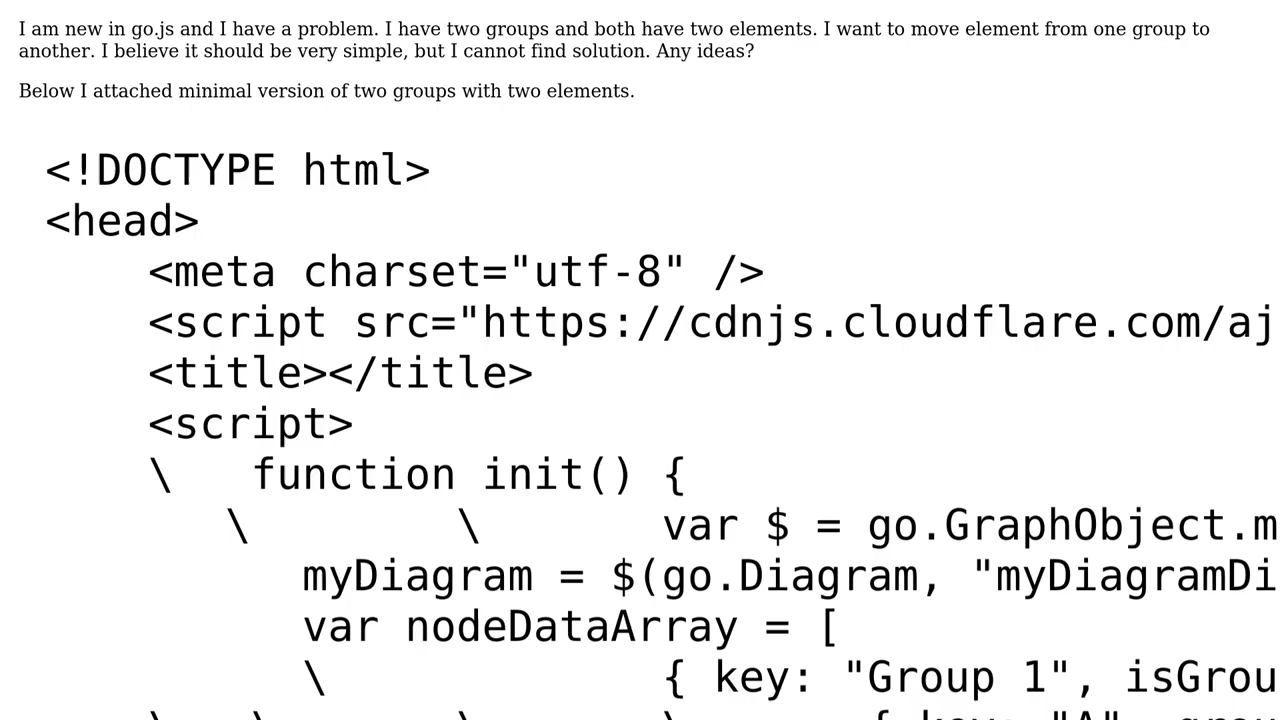 I am new in go.js and I have a problem. I have two groups and both have two elements. I want to move element from one group to
another. I believe it should be very simple, but I cannot find solution. Any ideas?
Below I attached minimal version of two groups with two elements.
<!DOCTYPE html>
<head>
    <meta charset="utf-8" />
    <script src="https://cdnjs.cloudflare.com/aj
    <title></title>
    <script>
    \   function init() {
       \        \       var $ = go.GraphObject.m
          myDiagram = $(go.Diagram, "myDiagramDi
          var nodeDataArray = [
          \             { key: "Group 1", isGrou